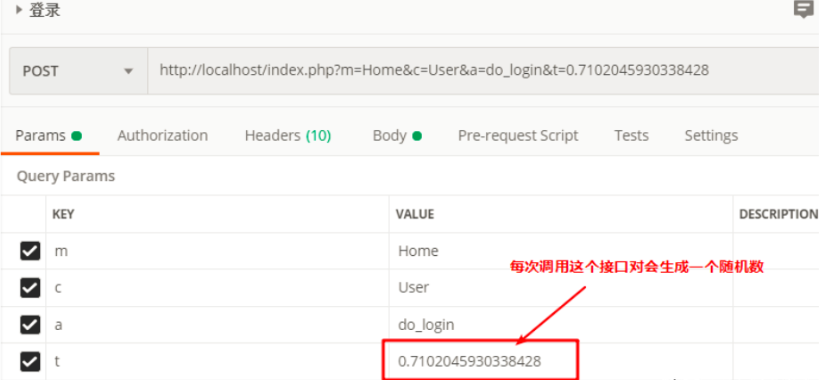 登录
POST http://localhost/index.php?m=Home&c=User&a=do_login&t=0.7102045930338428
Params Authorization Headers (10) Body Pre-request Script Tests Settings
Query Params
KEY VALUE DESCRIPTION
m Home
每次调用这个接口对会生成一个随机数
c User
a do_login
t 0.7102045930338428